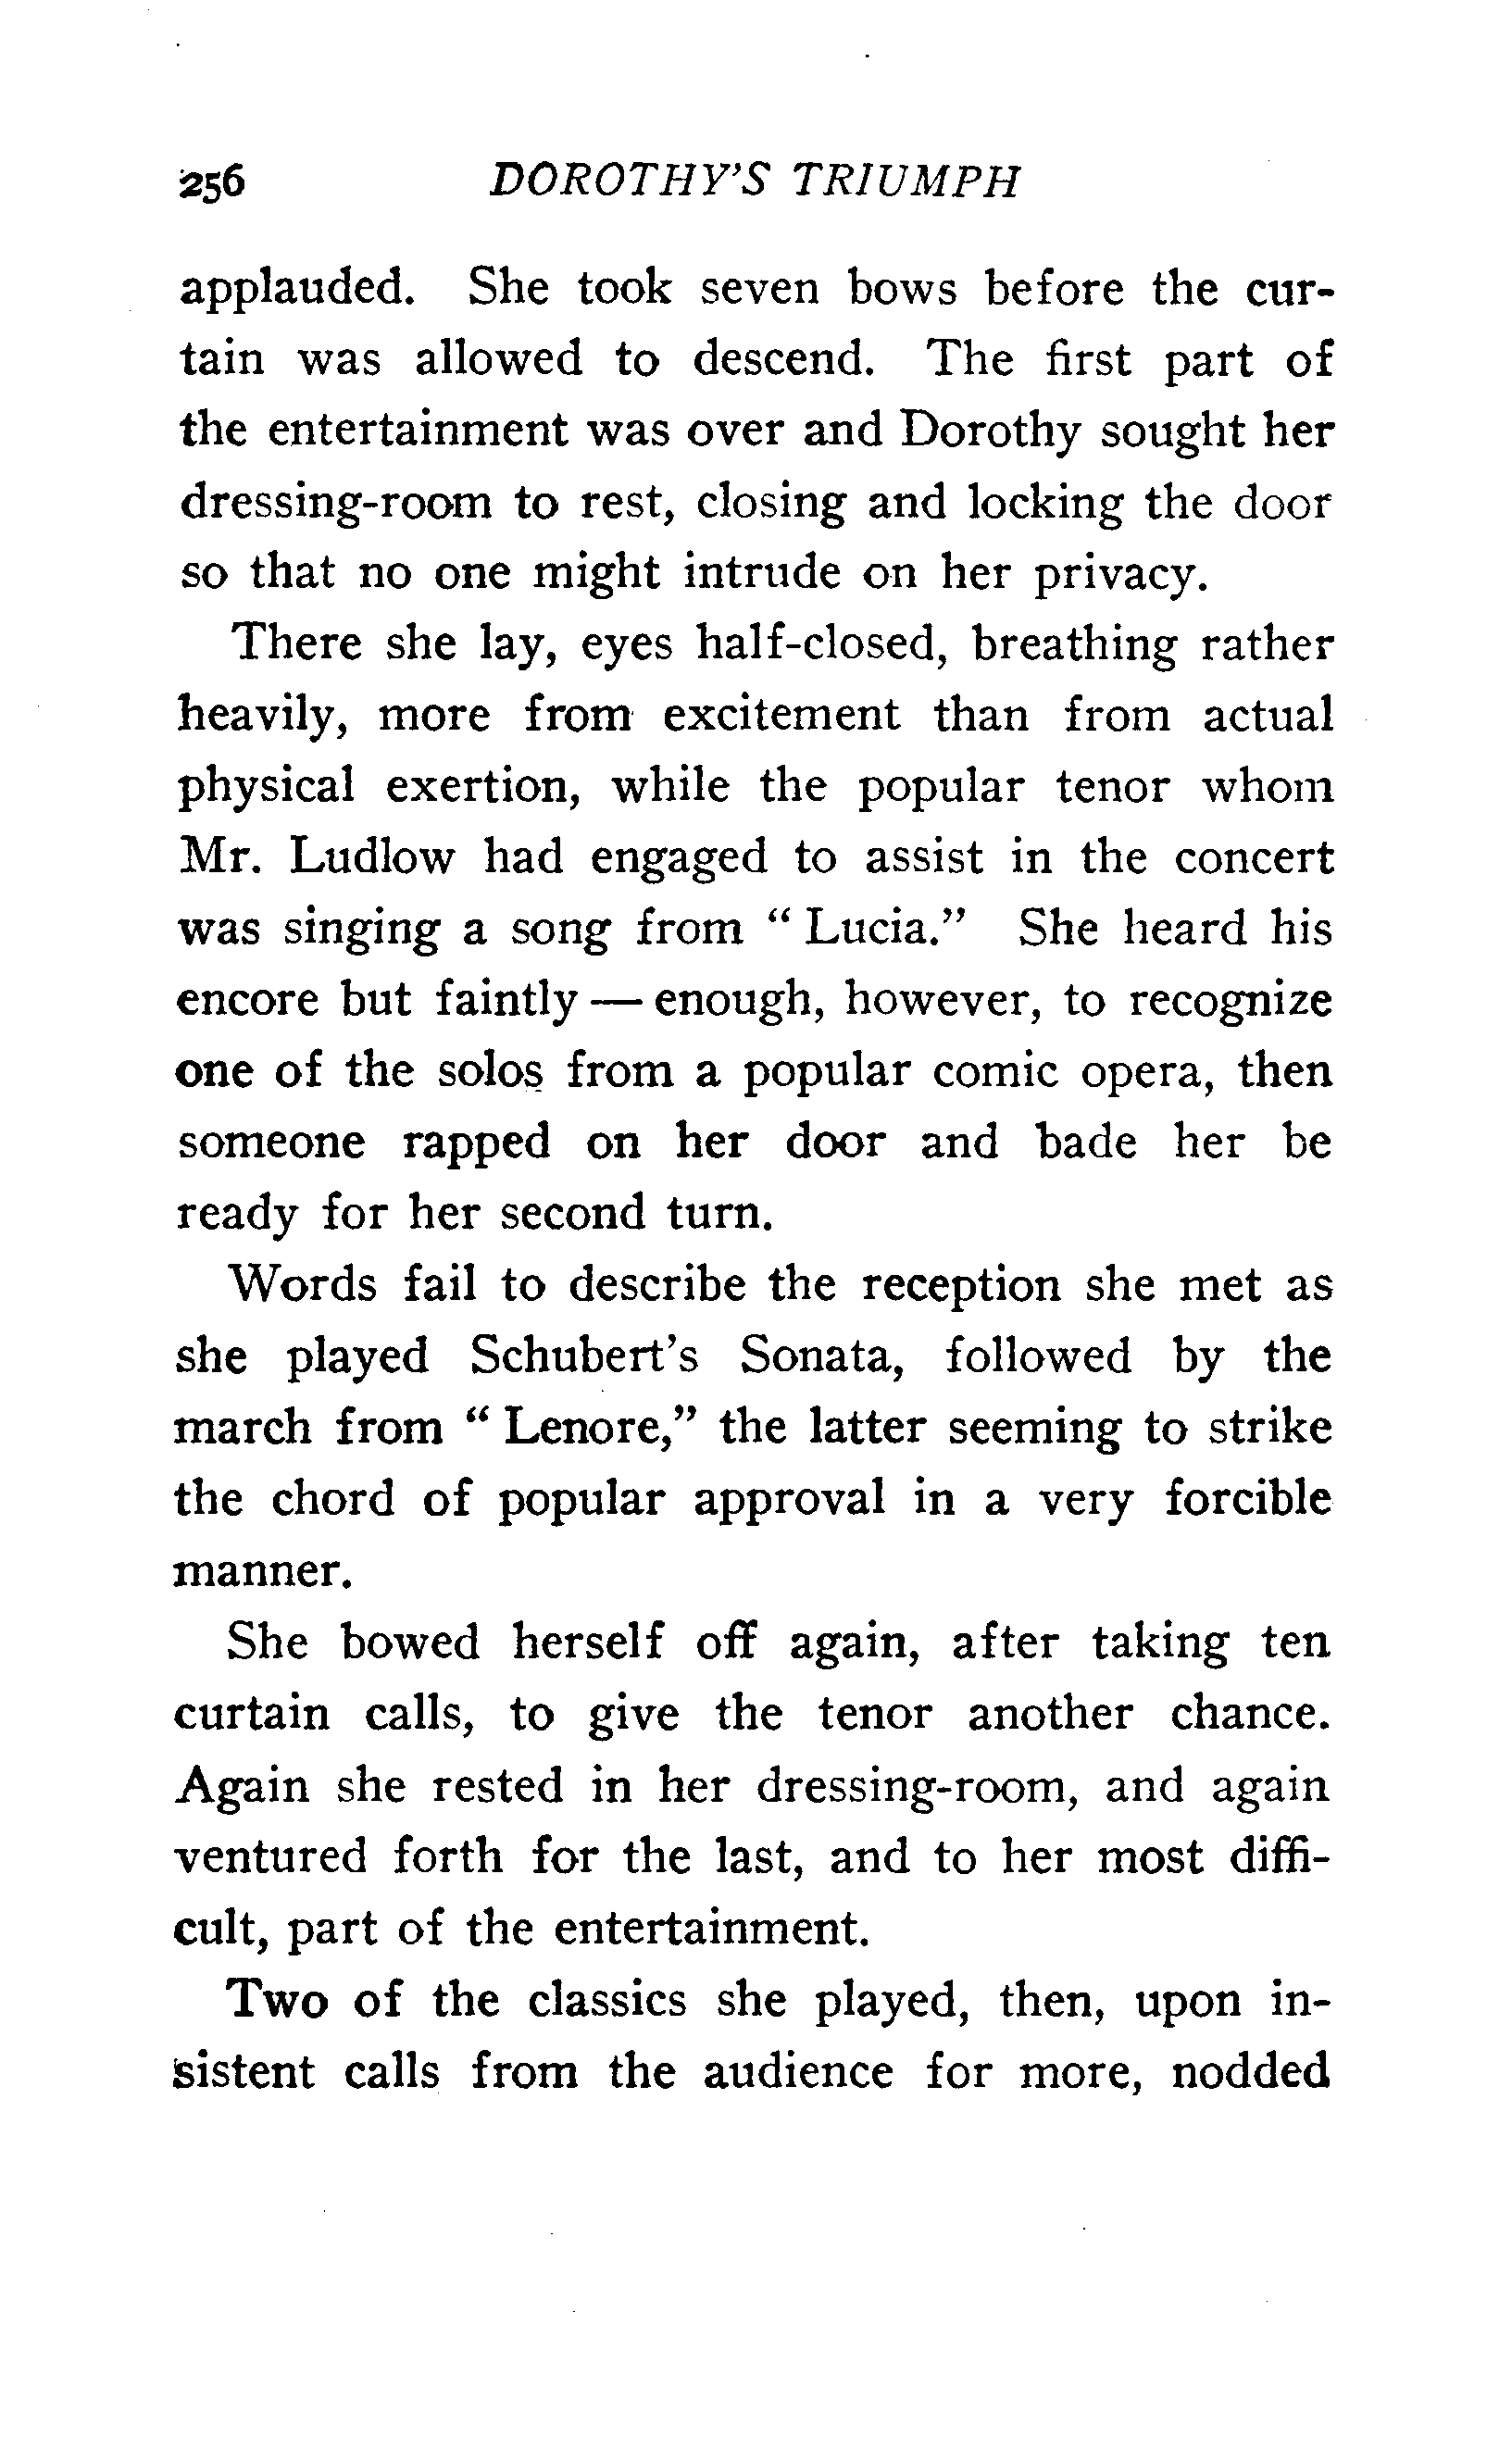 256 DOROTHY'S TRIUMPH
applauded. She took seven bows before the cur-
tain was allowed to descend. The first part of
the entertainment was over and Dorothy sought her
dressing-room to rest, closing and locking the door
so that no one might intrude on her privacy.
There she lay, eyes half-closed, breathing rather
heavily, more from excitement than from actual
physical exertion, while the popular tenor whom
Mr. Ludlow had engaged to assist in the concert
was singing a song from " Lucia." She heard his
encore but faintly — enough, however, to recognize
one of the solos from a popular comic opera, then
someone rapped on her door and bade her be
ready for her second turn.
Words fail to describe the reception she met as
she played Schubert's Sonata, followed by the
march from " Lenore," the latter seeming to strike
the chord of popular approval in a very forcible
manner.
She bowed herself off again, after taking ten
curtain calls, to give the tenor another chance.
Again she rested in her dressing-room, and again
ventured forth for the last, and to her most diffi-
cult, part of the entertainment.
Two of the classics she played, then, upon in-
sistent calls from the audience for more, nodded